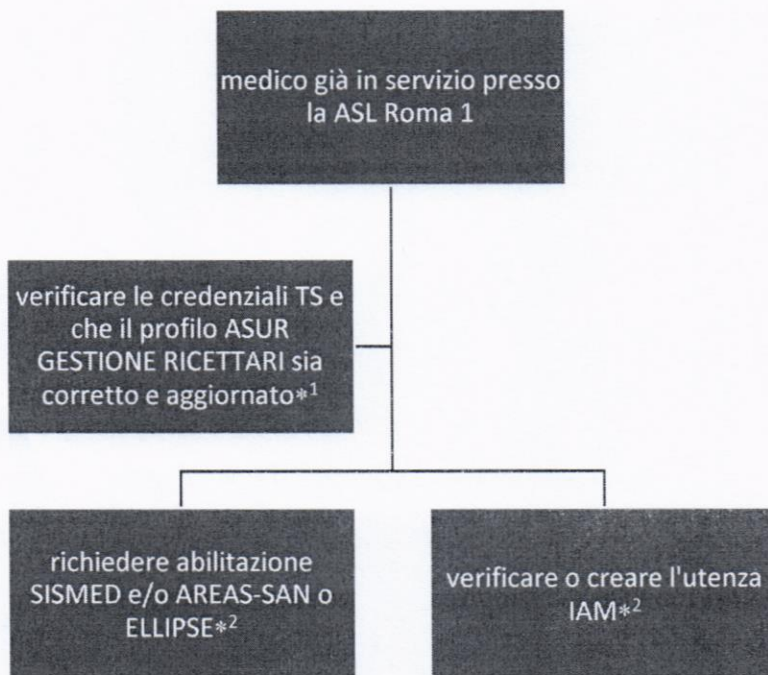 medico già in servizio presso
la ASL Roma 1
verificare le credenziali TS e
che il profilo ASUR
GESTIONE RICETTARI sia
corretto e aggiornato*1
richiedere abilitazione
SISMED e/o AREAS-SAN o
ELLIPSE*2
verificare o creare l'utenza
IAM*2